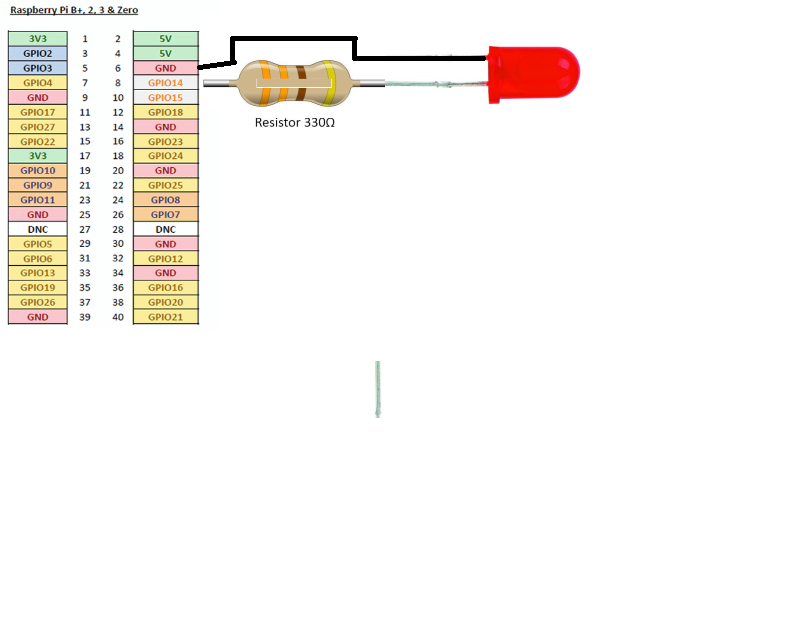 Raspberry Pi B+, 2, 3 & Zero
3V3 1 2 5V
GPIO2 3 4 5V
GPIO3 5 6 GND
GPIO4 7 8 GPIO14
GND 9 10 GPIO15
GPIO17 11 12 GPIO18
GPIO27 13 14 GND
GPIO22 15 16 GPIO23
3V3 17 18 GPIO24
GPIO10 19 20 GND
GPIO9 21 22 GPIO25
GPIO11 23 24 GPIO8
GND 25 26 GPIO7
DNC 27 28 DNC
GPIO5 29 30 GND
GPIO6 31 32 GPIO12
GPIO13 33 34 GND
GPIO19 35 36 GPIO16
GPIO26 37 38 GPIO20
GND 39 40 GPIO21
Resistor 330Ω